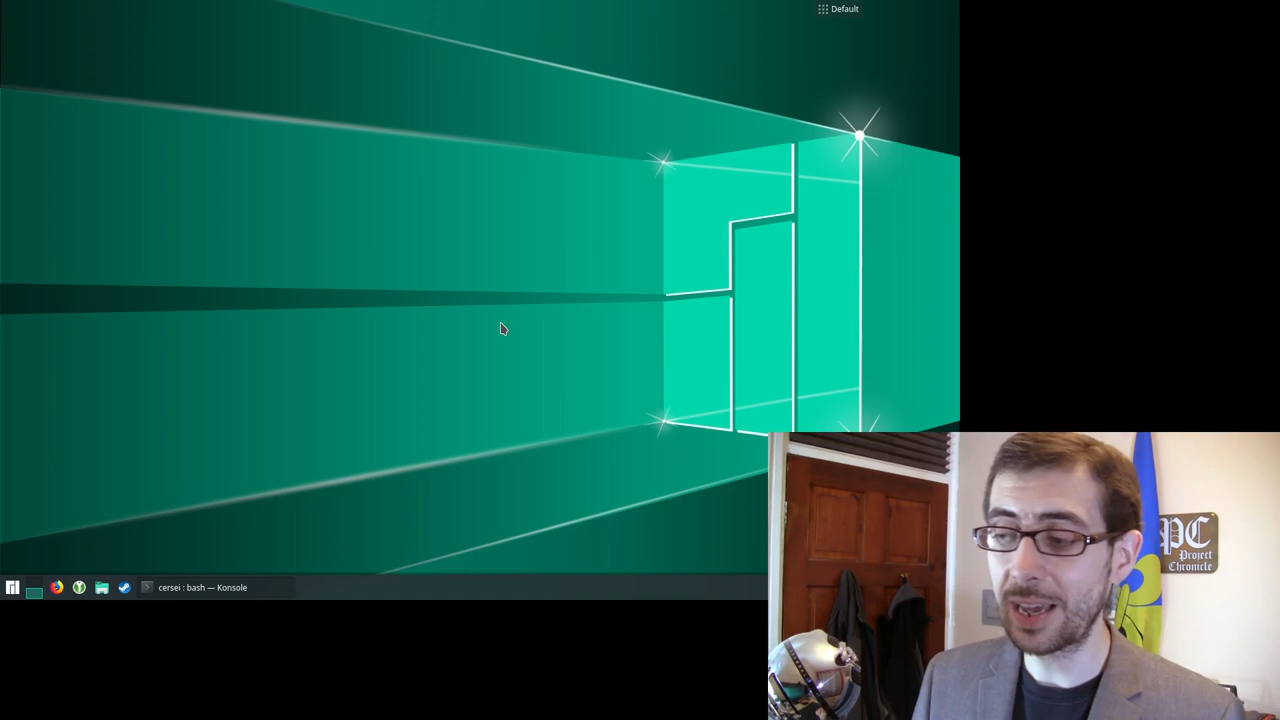 Default
cersei : bash — Konsole
PC
Project
Chronicle